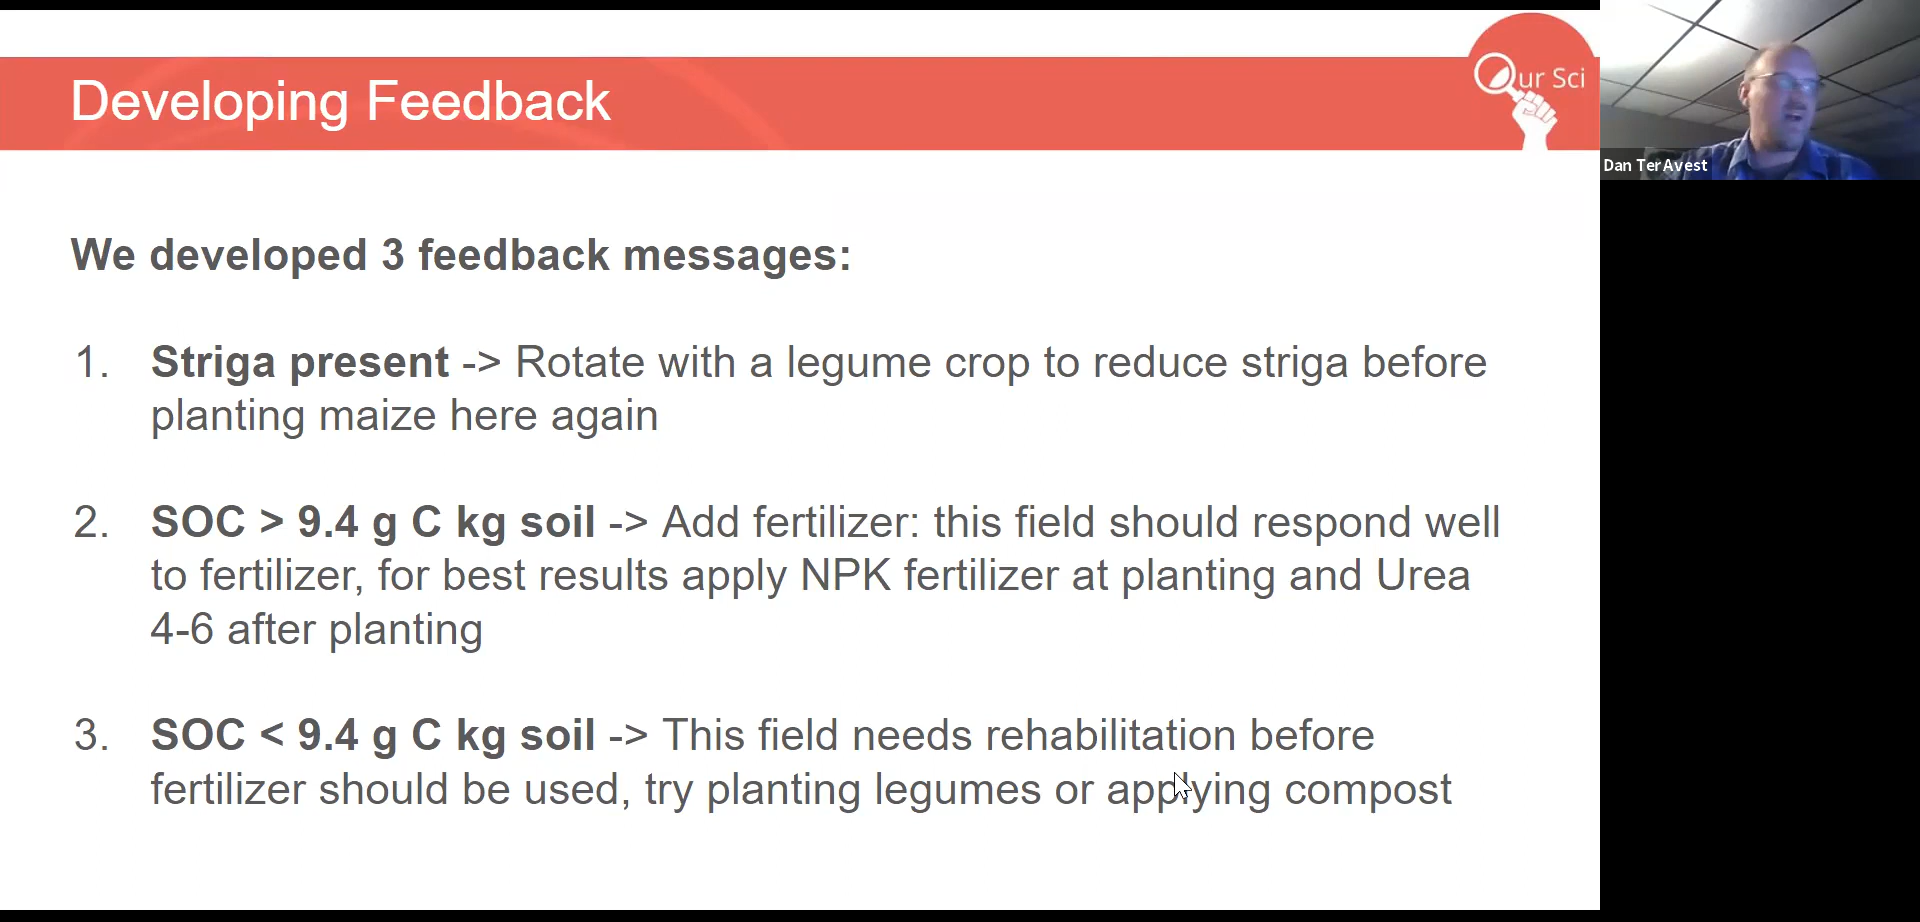 Developing Feedback
Our Sci
Dan TerAvest
We developed 3 feedback messages:
1. Striga present -> Rotate with a legume crop to reduce striga before
planting maize here again
2. SOC > 9.4 g C kg soil -> Add fertilizer: this field should respond well
to fertilizer, for best results apply NPK fertilizer at planting and Urea
4-6 after planting
3. SOC < 9.4 g C kg soil -> This field needs rehabilitation before
fertilizer should be used, try planting legumes or applying compost